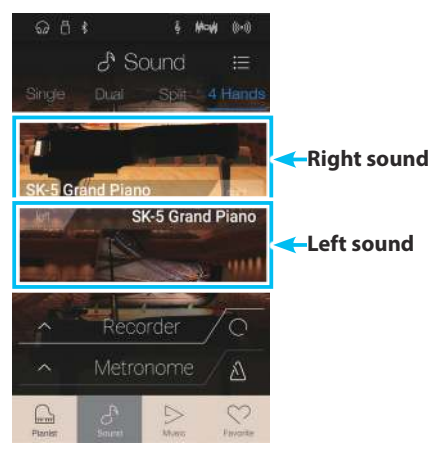 Sound
Single Dual Split 4 Hands
SK-5 Grand Piano
Right sound
left SK-5 Grand Piano
Left sound
Recorder
Metronome
Pianist Sound Music Favorite